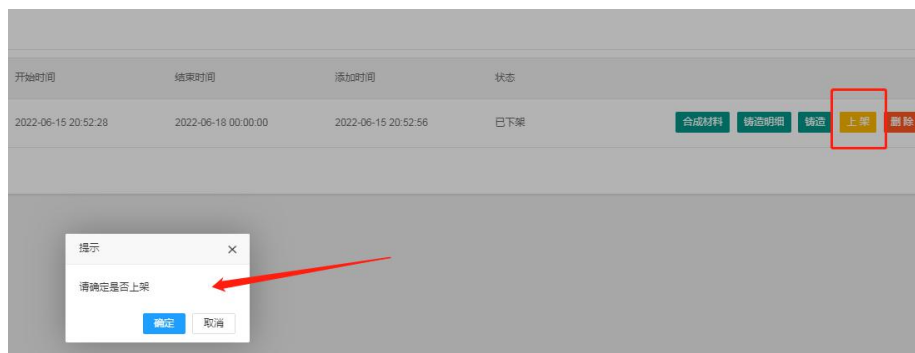 开始时间 结束时间 添加时间 状态
2022-06-15 20:52:28 2022-06-18 00:00:00 2022-06-15 20:52:56 已下架 合成材料 铸造明细 铸造 上架 删除
提示
请确定是否上架
确定 取消